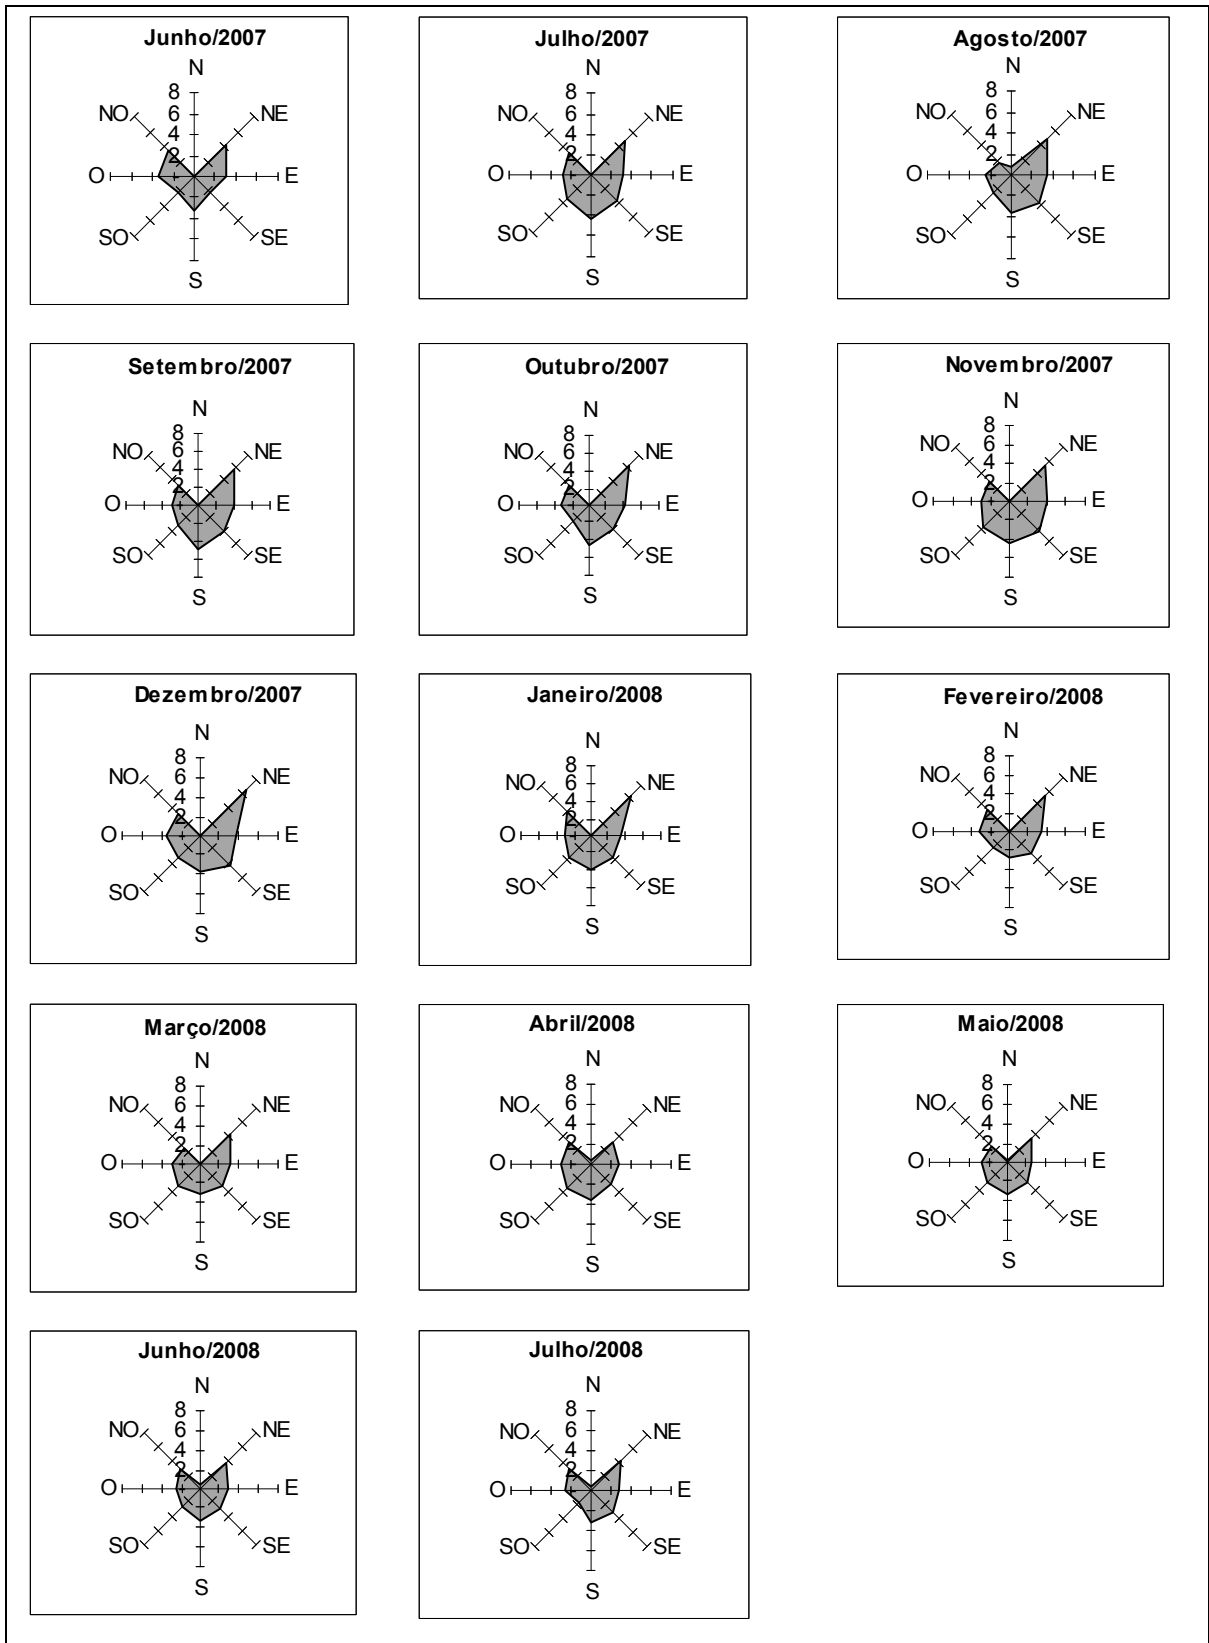 Junho/2007
N
8
6
4
2
NO
NE
O
E
SO
SE
S
Julho/2007
N
8
6
4
2
NO
NE
O
E
SO
SE
S
Agosto/2007
N
8
6
4
2
NO
NE
O
E
SO
SE
S
Setembro/2007
N
8
6
4
2
NO
NE
O
E
SO
SE
S
Outubro/2007
N
8
6
4
2
NO
NE
O
E
SO
SE
S
Novembro/2007
N
8
6
4
2
NO
NE
O
E
SO
SE
S
Dezembro/2007
N
8
6
4
2
NO
NE
O
E
SO
SE
S
Janeiro/2008
N
8
6
4
2
NO
NE
O
E
SO
SE
S
Fevereiro/2008
N
8
6
4
2
NO
NE
O
E
SO
SE
S
Março/2008
N
8
6
4
2
NO
NE
O
E
SO
SE
S
Abril/2008
N
8
6
4
2
NO
NE
O
E
SO
SE
S
Maio/2008
N
8
6
4
2
NO
NE
O
E
SO
SE
S
Junho/2008
N
8
6
4
2
NO
NE
O
E
SO
SE
S
Julho/2008
N
8
6
4
2
NO
NE
O
E
SO
SE
S